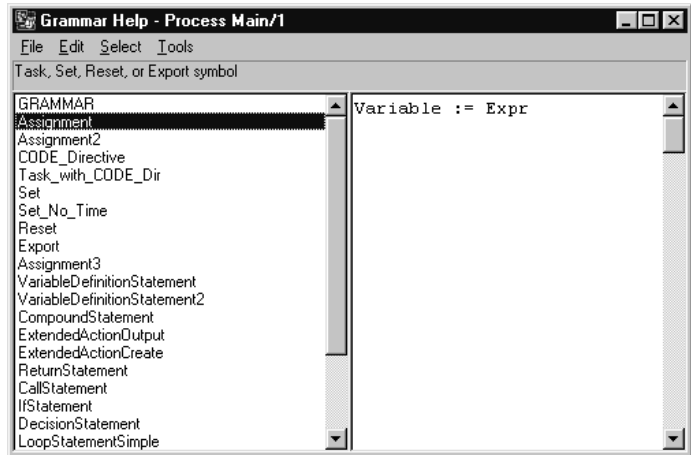 Grammar Help - Process Main/1
File Edit Select Tools
Task, Set, Reset, or Export symbol
GRAMMAR
Assignment
Assignment2
CODE_Directive
Task_with_CODE_Dir
Set
Set_No_Time
Reset
Export
Assignment3
VariableDefinitionStatement
VariableDefinitionStatement2
CompoundStatement
ExtendedActionOutput
ExtendedActionCreate
ReturnStatement
CallStatement
IfStatement
DecisionStatement
LoopStatementSimple
Variable := Expr